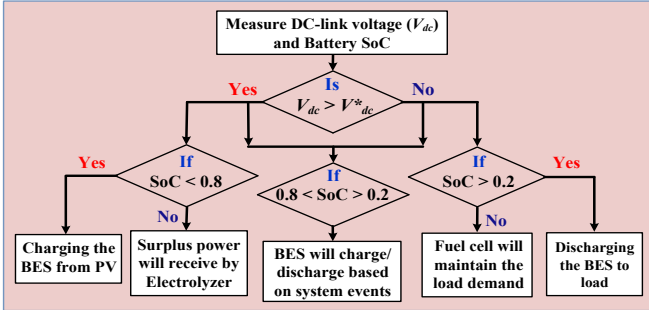 Measure DC-link voltage (V_dc)
and Battery SoC
Yes
Is
No
V_dc > V*_dc
Yes
If
SoC < 0.8
No
If
0.8 < SoC > 0.2
If
SoC > 0.2
Yes
No
Charging the
BES from PV
Surplus power
will receive by
Electrolyzer
BES will charge/
discharge based
on system events
Fuel cell will
maintain the
load demand
Discharging
the BES to
load